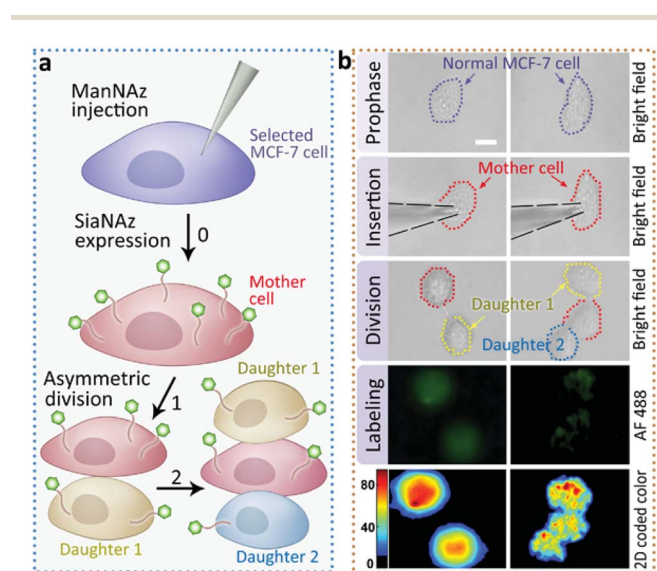 a
ManNAz
injection
Selected
MCF-7 cell
SiaNAz
expression
0
Mother
cell
Asymmetric
division
1
Daughter 1
2
Daughter 1
Daughter 2
b
Prophase
Normal MCF-7 cell
Bright field
Insertion
Mother cell
Bright field
Division
Daughter 1
Daughter 2
Bright field
Labeling
AF 488
80
40
0
2D coded color